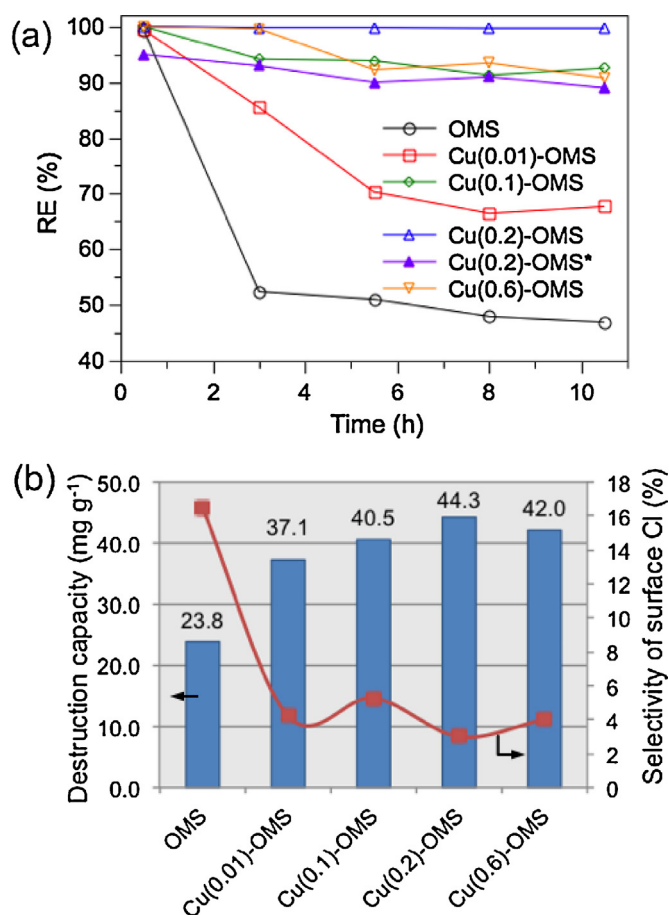 (a)
100
90
80
70
60
50
40
RE (%)
OMS
Cu(0.01)-OMS
Cu(0.1)-OMS
Cu(0.2)-OMS
Cu(0.2)-OMS*
Cu(0.6)-OMS
0 2 4 6 8 10
Time (h)
(b)
Destruction capacity (mg g⁻¹)
50.0
40.0
30.0
20.0
10.0
0.0
23.8
37.1
40.5
44.3
42.0
18
16
14
12
10
8
6
4
2
0
Selectivity of surface Cl (%)
OMS
Cu(0.01)-OMS
Cu(0.1)-OMS
Cu(0.2)-OMS
Cu(0.6)-OMS